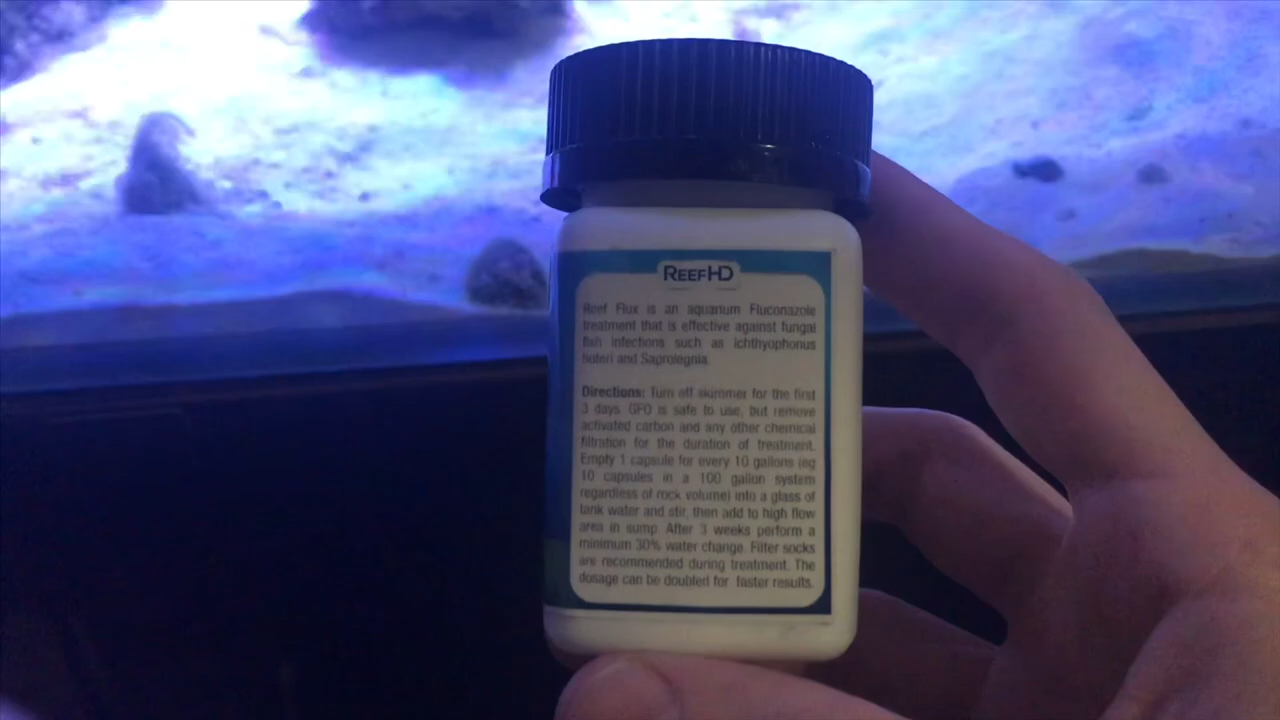 REEFHD
Reef Flux is an aquarium Fluconazole
treatment that is effective against fungal
fish infections such as Ichthyophonus
hoferi and Saprolegnia.
Directions: Turn off skimmer for the first
3 days. GFO is safe to use, but remove
activated carbon and any other chemical
filtration for the duration of treatment.
Empty 1 capsule for every 10 gallons (eg
10 capsules in a 100 gallon system
regardless of rock volume) into a glass of
tank water and stir, then add to high flow
area in sump. After 3 weeks perform a
minimum 30% water change. Filter socks
are recommended during treatment. The
dosage can be doubled for faster results.